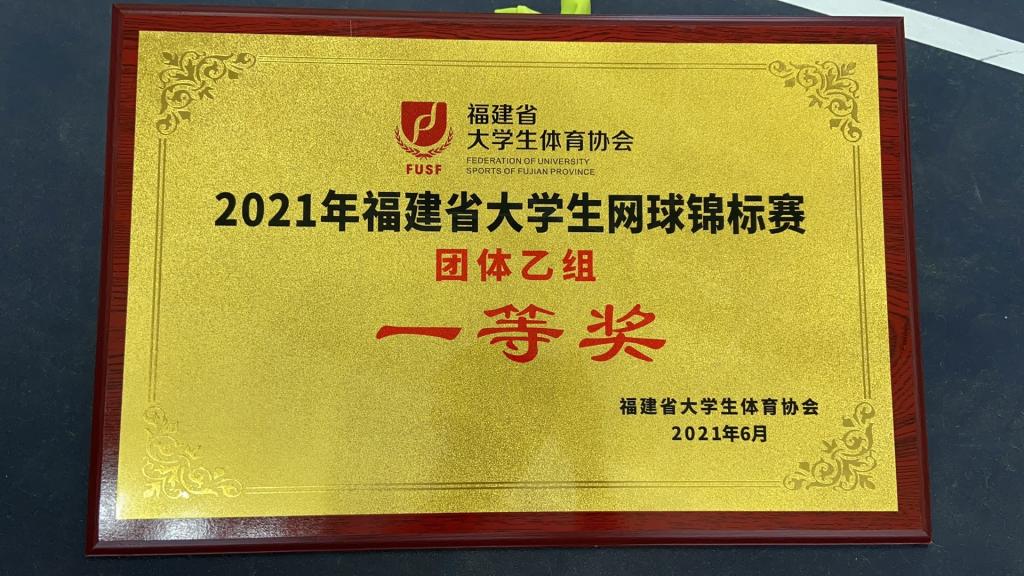 福建省
大学生体育协会
FEDERATION OF UNIVERSITY
SPORTS OF FUJIAN PROVINCE
FUSF
2021年福建省大学生网球锦标赛
团体乙组
一等奖
福建省大学生体育协会
2021年6月